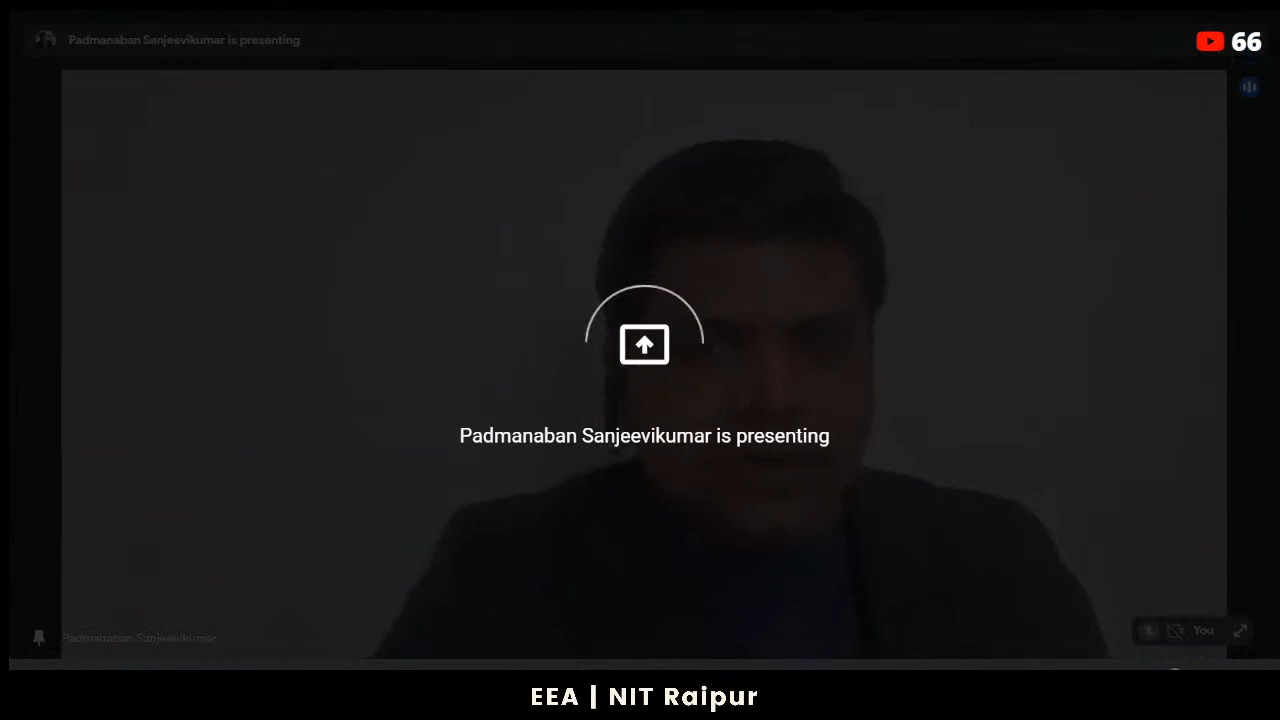 Padmanaban Sanjeevikumar is presenting
66
Padmanaban Sanjeevikumar is presenting
Padmanaban Sanjeevikumar
You
EEA | NIT Raipur